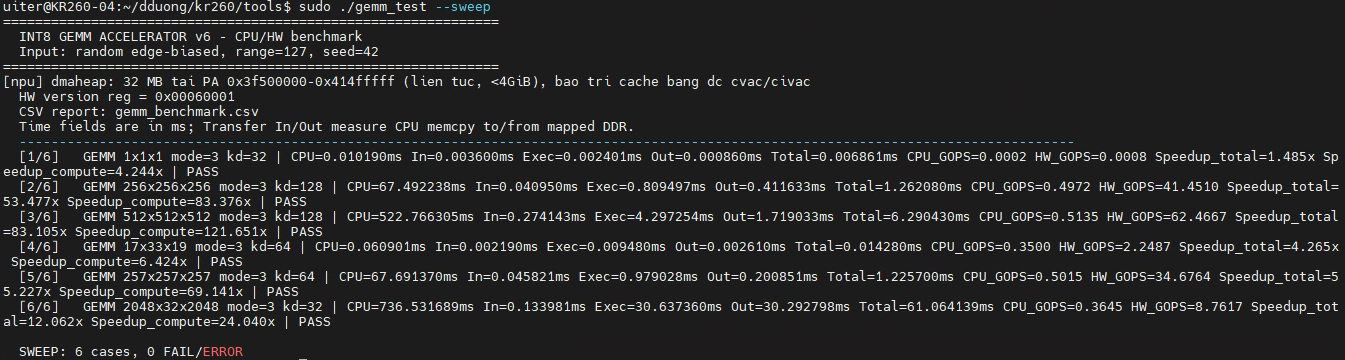 uiter@KR260-04:~/dduong/kr260/tools$ sudo ./gemm_test --sweep
==============================================================
  INT8 GEMM ACCELERATOR v6 - CPU/HW benchmark
  Input: random edge-biased, range=127, seed=42
==============================================================
[npu] dmaheap: 32 MB tai PA 0x3f500000-0x414fffff (lien tuc, <4GiB), bao tri cache bang dc cvac/civac
  HW version reg = 0x00060001
  CSV report: gemm_benchmark.csv
  Time fields are in ms; Transfer In/Out measure CPU memcpy to/from mapped DDR.
  ------------------------------------------------------------------------------------------------------------------------------------
  [1/6]   GEMM 1x1x1 mode=3 kd=32 | CPU=0.010190ms In=0.003600ms Exec=0.002401ms Out=0.000860ms Total=0.006861ms CPU_GOPS=0.0002 HW_GOPS=0.0008 Speedup_total=1.485x Sp
eedup_compute=4.244x | PASS
  [2/6]   GEMM 256x256x256 mode=3 kd=128 | CPU=67.492238ms In=0.040950ms Exec=0.809497ms Out=0.411633ms Total=1.262080ms CPU_GOPS=0.4972 HW_GOPS=41.4510 Speedup_total=
53.477x Speedup_compute=83.376x | PASS
  [3/6]   GEMM 512x512x512 mode=3 kd=128 | CPU=522.766305ms In=0.274143ms Exec=4.297254ms Out=1.719033ms Total=6.290430ms CPU_GOPS=0.5135 HW_GOPS=62.4667 Speedup_total
=83.105x Speedup_compute=121.651x | PASS
  [4/6]   GEMM 17x33x19 mode=3 kd=64 | CPU=0.060901ms In=0.002190ms Exec=0.009480ms Out=0.002610ms Total=0.014280ms CPU_GOPS=0.3500 HW_GOPS=2.2487 Speedup_total=4.265x
 Speedup_compute=6.424x | PASS
  [5/6]   GEMM 257x257x257 mode=3 kd=64 | CPU=67.691370ms In=0.045821ms Exec=0.979028ms Out=0.200851ms Total=1.225700ms CPU_GOPS=0.5015 HW_GOPS=34.6764 Speedup_total=5
5.227x Speedup_compute=69.141x | PASS
  [6/6]   GEMM 2048x32x2048 mode=3 kd=32 | CPU=736.531689ms In=0.133981ms Exec=30.637360ms Out=30.292798ms Total=61.064139ms CPU_GOPS=0.3645 HW_GOPS=8.7617 Speedup_tot
al=12.062x Speedup_compute=24.040x | PASS
  SWEEP: 6 cases, 0 FAIL/ERROR